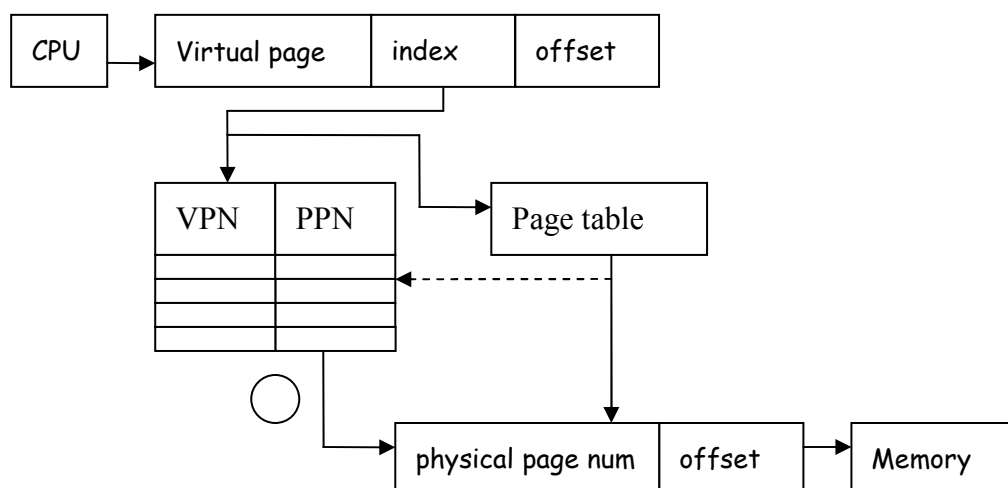 CPU
Virtual page
index
offset
VPN
PPN
Page table
physical page num
offset
Memory